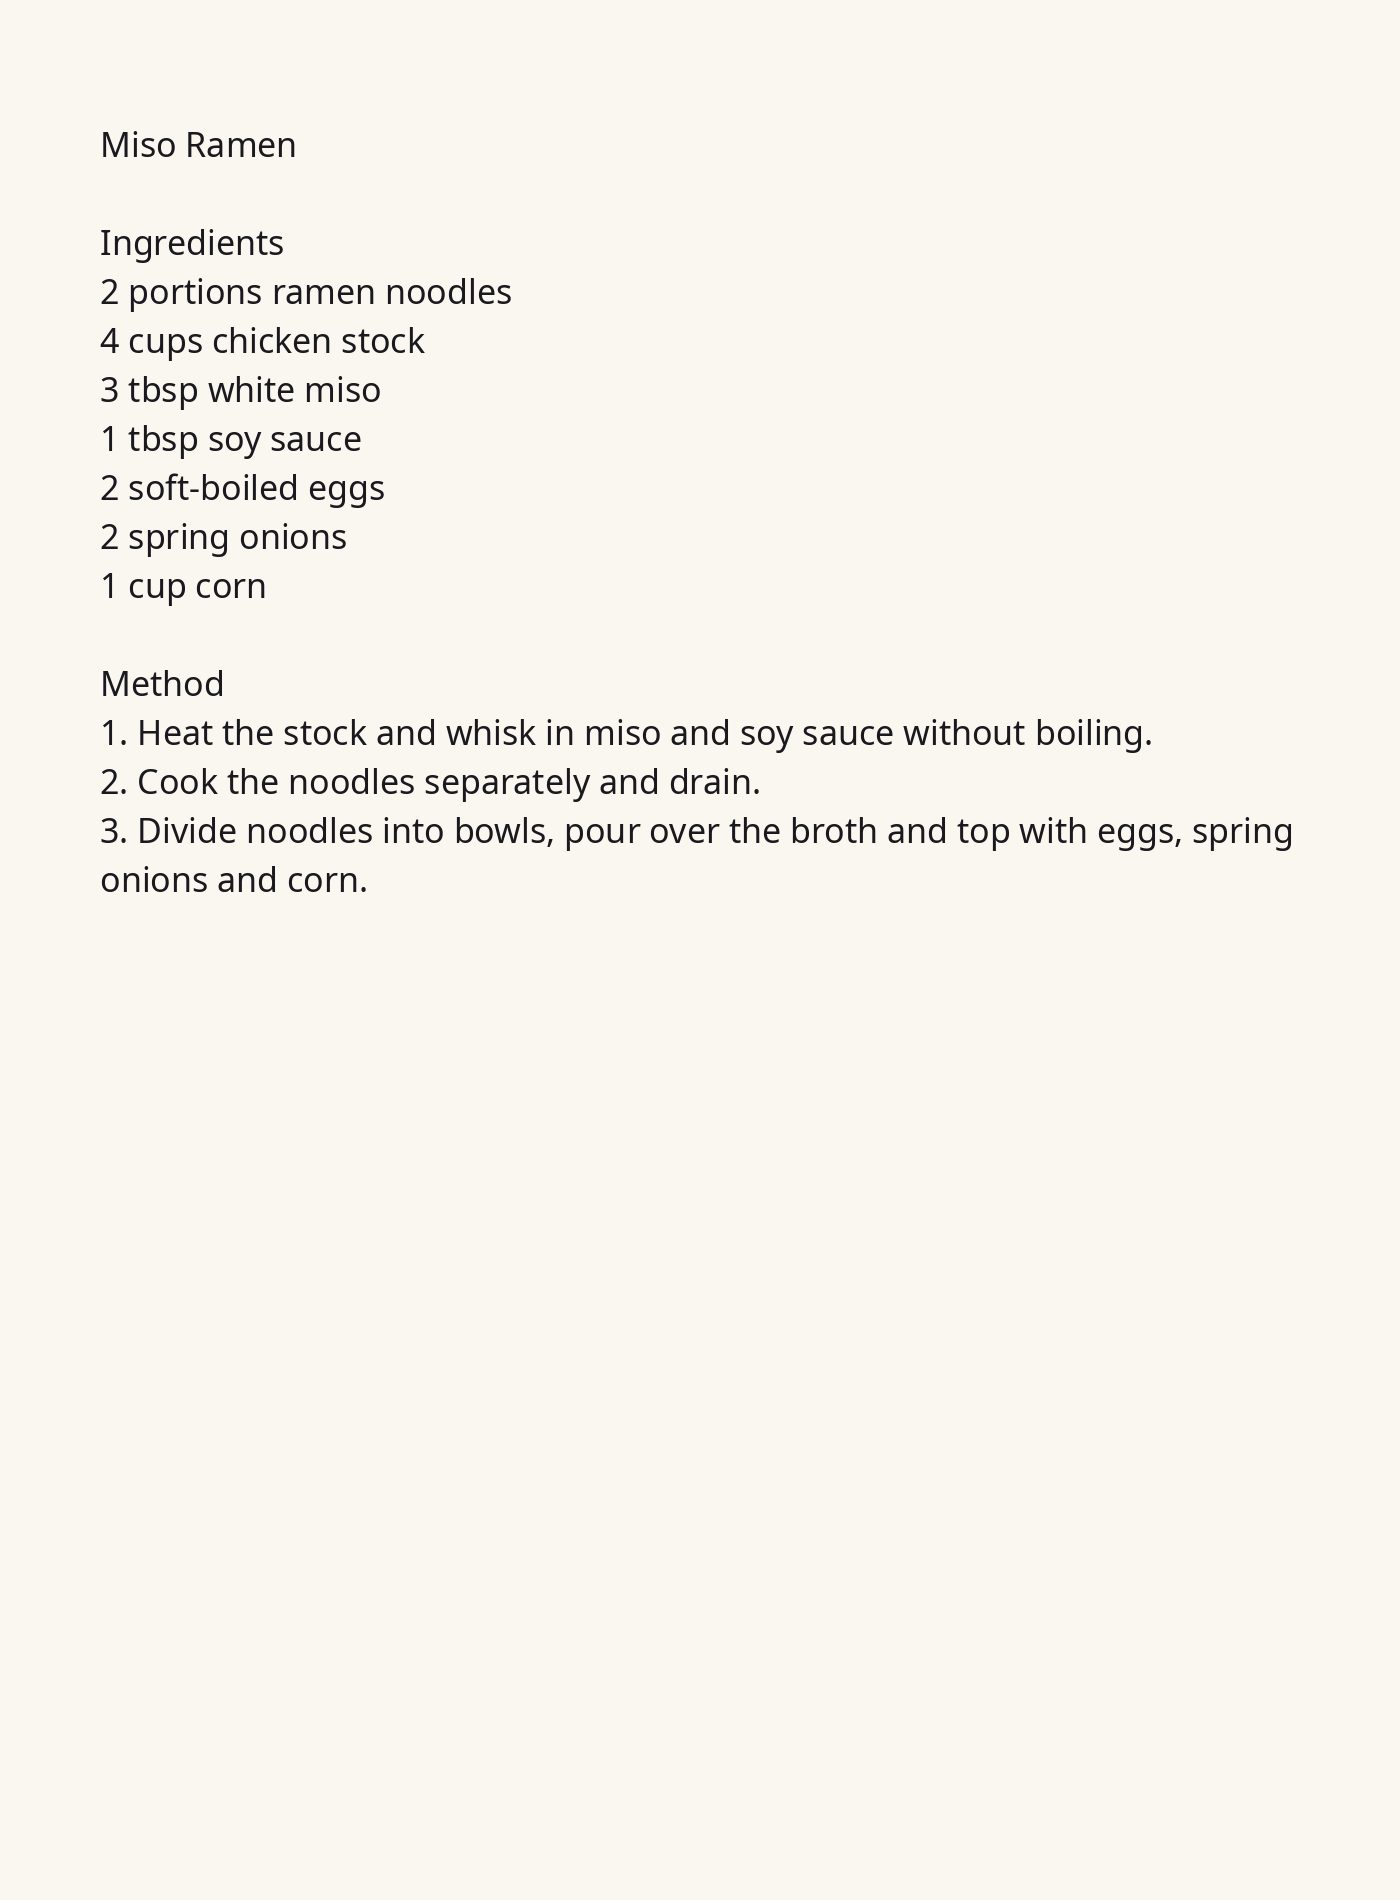 Miso Ramen
Ingredients
2 portions ramen noodles
4 cups chicken stock
3 tbsp white miso
1 tbsp soy sauce
2 soft-boiled eggs
2 spring onions
1 cup corn
Method
1. Heat the stock and whisk in miso and soy sauce without boiling.
2. Cook the noodles separately and drain.
3. Divide noodles into bowls, pour over the broth and top with eggs, spring
onions and corn.